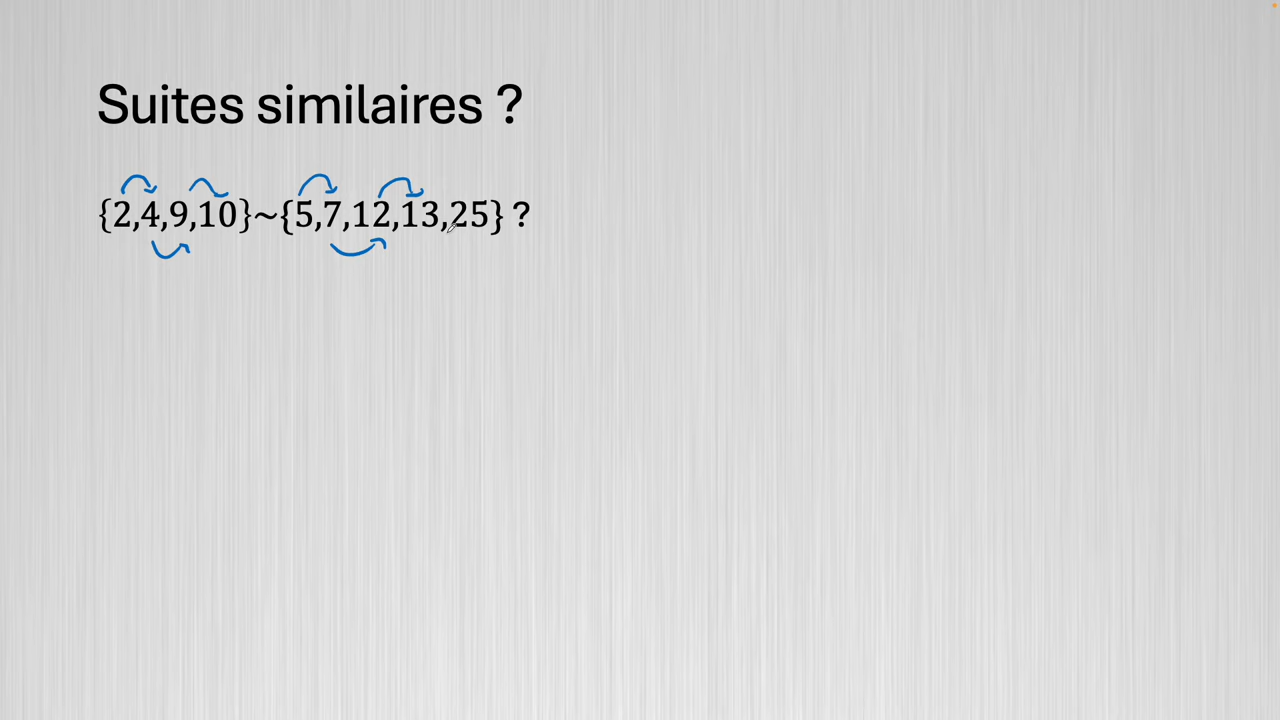 Suites similaires ?
{2,4,9,10}~{5,7,12,13,25} ?